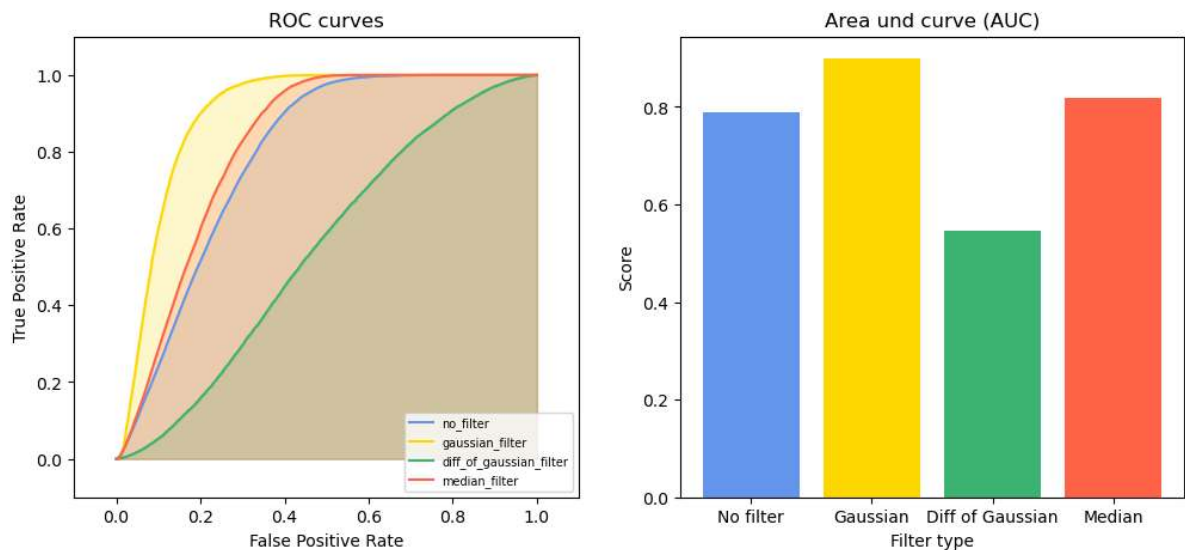 ROC curves
1.0
0.8
0.6
0.4
0.2
0.0
True Positive Rate
no_filter
gaussian_filter
diff_of_gaussian_filter
median_filter
0.0 0.2 0.4 0.6 0.8 1.0
False Positive Rate
Area und curve (AUC)
0.8
0.6
0.4
0.2
0.0
Score
No filter Gaussian Diff of Gaussian Median
Filter type